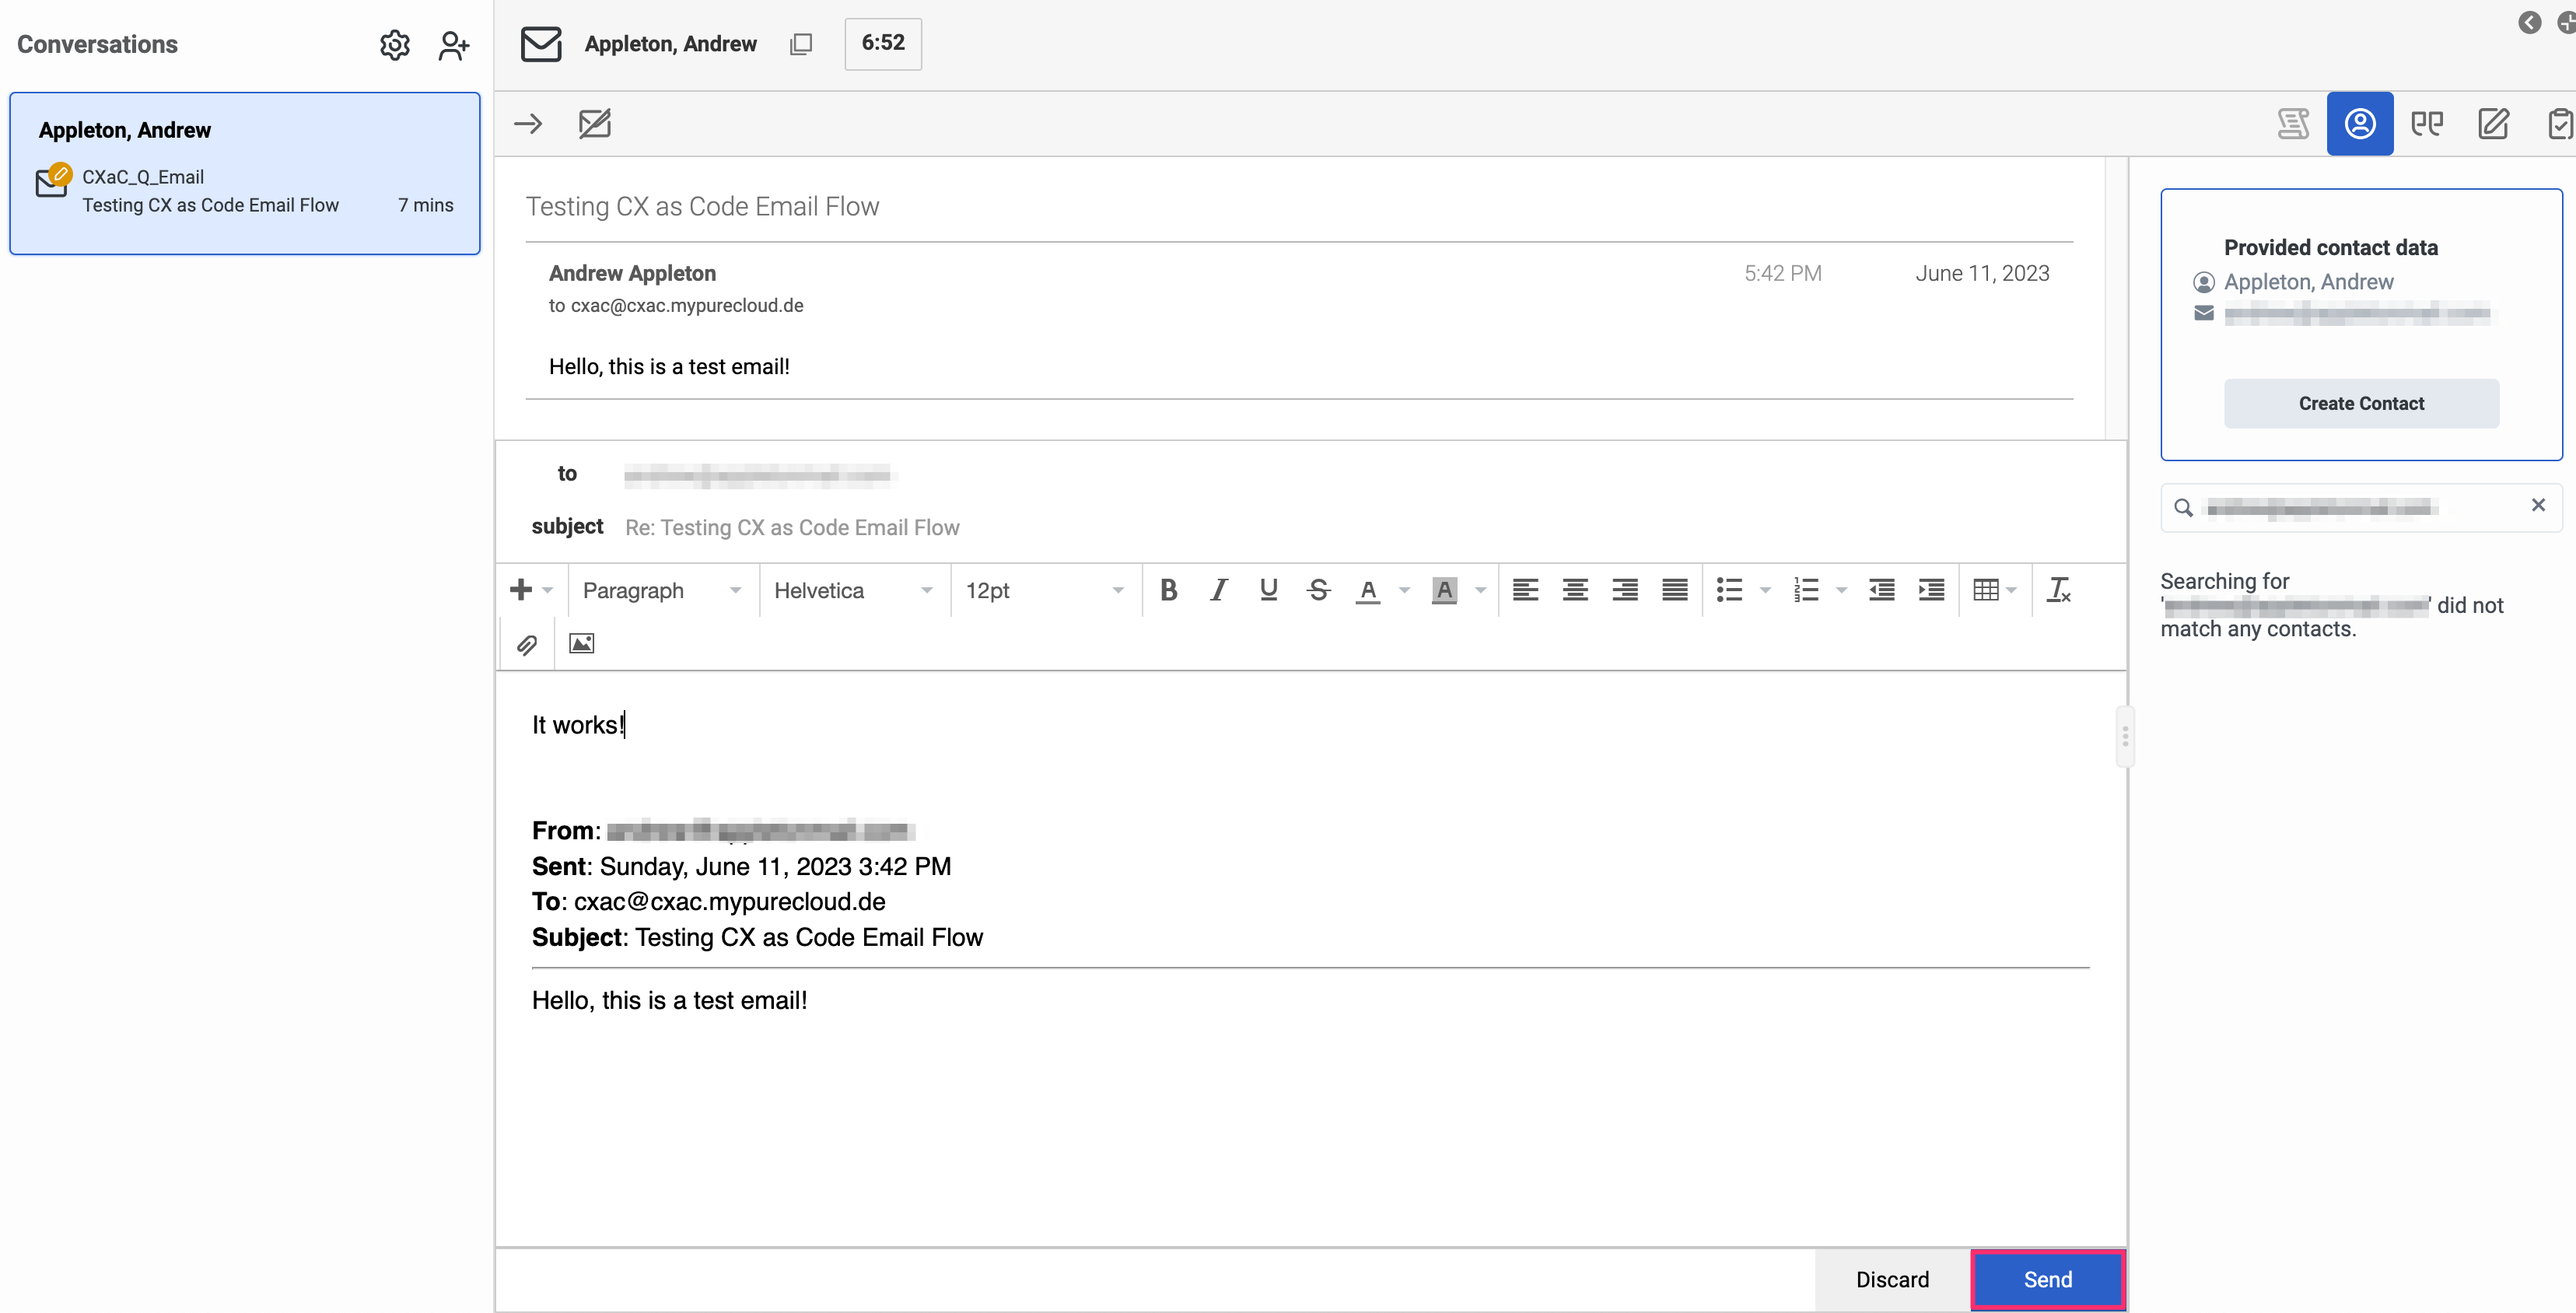 Conversations
Appleton, Andrew
CXaC_Q_Email
Testing CX as Code Email Flow 7 mins
Appleton, Andrew 6:52
Testing CX as Code Email Flow
Andrew Appleton 5:42 PM June 11, 2023
to cxac@cxac.mypurecloud.de
Hello, this is a test email!
to
subject Re: Testing CX as Code Email Flow
Paragraph Helvetica 12pt B I U S A A
It works!
From:
Sent: Sunday, June 11, 2023 3:42 PM
To: cxac@cxac.mypurecloud.de
Subject: Testing CX as Code Email Flow
Hello, this is a test email!
Discard Send
Provided contact data
Appleton, Andrew
Create Contact
Searching for
' ' did not
match any contacts.